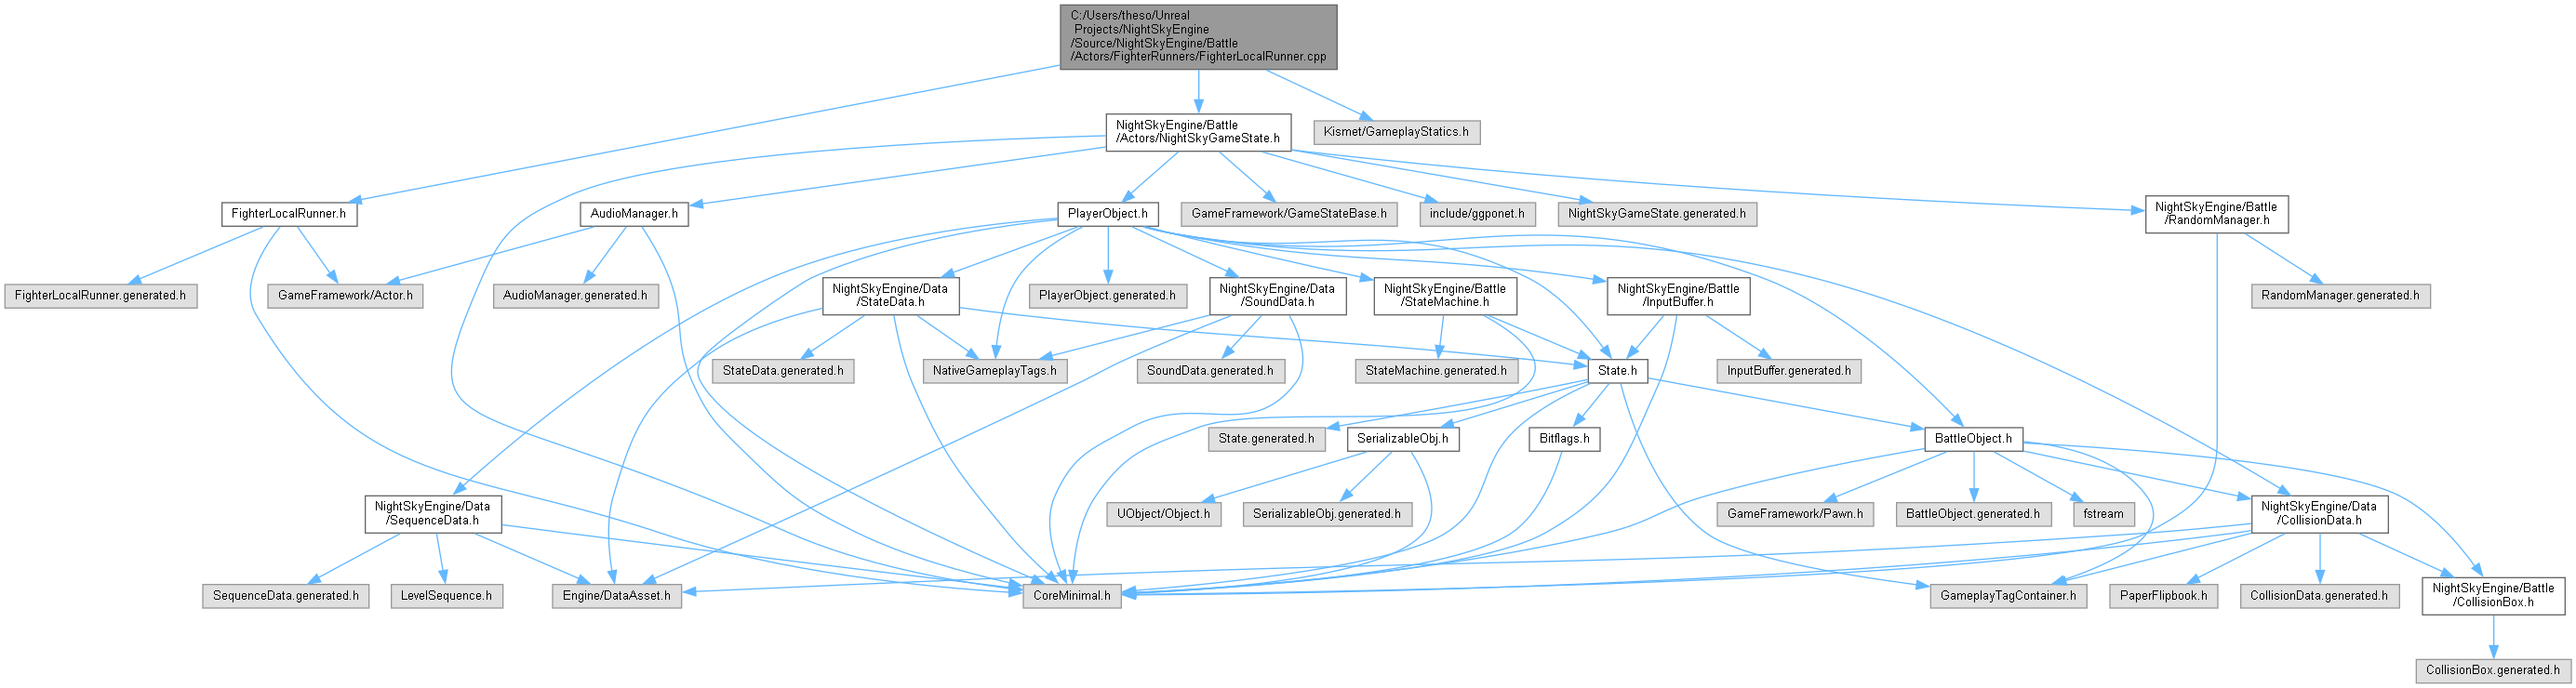 C:/Users/theso/Unreal
Projects/NightSkyEngine
/Source/NightSkyEngine/Battle
/Actors/FighterRunners/FighterLocalRunner.cpp
NightSkyEngine/Battle
/Actors/NightSkyGameState.h
Kismet/GameplayStatics.h
FighterLocalRunner.h
AudioManager.h
PlayerObject.h
GameFramework/GameStateBase.h
include/ggponet.h
NightSkyGameState.generated.h
NightSkyEngine/Battle
/RandomManager.h
FighterLocalRunner.generated.h
GameFramework/Actor.h
AudioManager.generated.h
NightSkyEngine/Data
/StateData.h
PlayerObject.generated.h
NightSkyEngine/Data
/SoundData.h
NightSkyEngine/Battle
/StateMachine.h
NightSkyEngine/Battle
/InputBuffer.h
RandomManager.generated.h
StateData.generated.h
NativeGameplayTags.h
SoundData.generated.h
StateMachine.generated.h
State.h
InputBuffer.generated.h
State.generated.h
SerializableObj.h
Bitflags.h
BattleObject.h
NightSkyEngine/Data
/SequenceData.h
UObject/Object.h
SerializableObj.generated.h
GameFramework/Pawn.h
BattleObject.generated.h
fstream
NightSkyEngine/Data
/CollisionData.h
SequenceData.generated.h
LevelSequence.h
Engine/DataAsset.h
CoreMinimal.h
GameplayTagContainer.h
PaperFlipbook.h
CollisionData.generated.h
NightSkyEngine/Battle
/CollisionBox.h
CollisionBox.generated.h